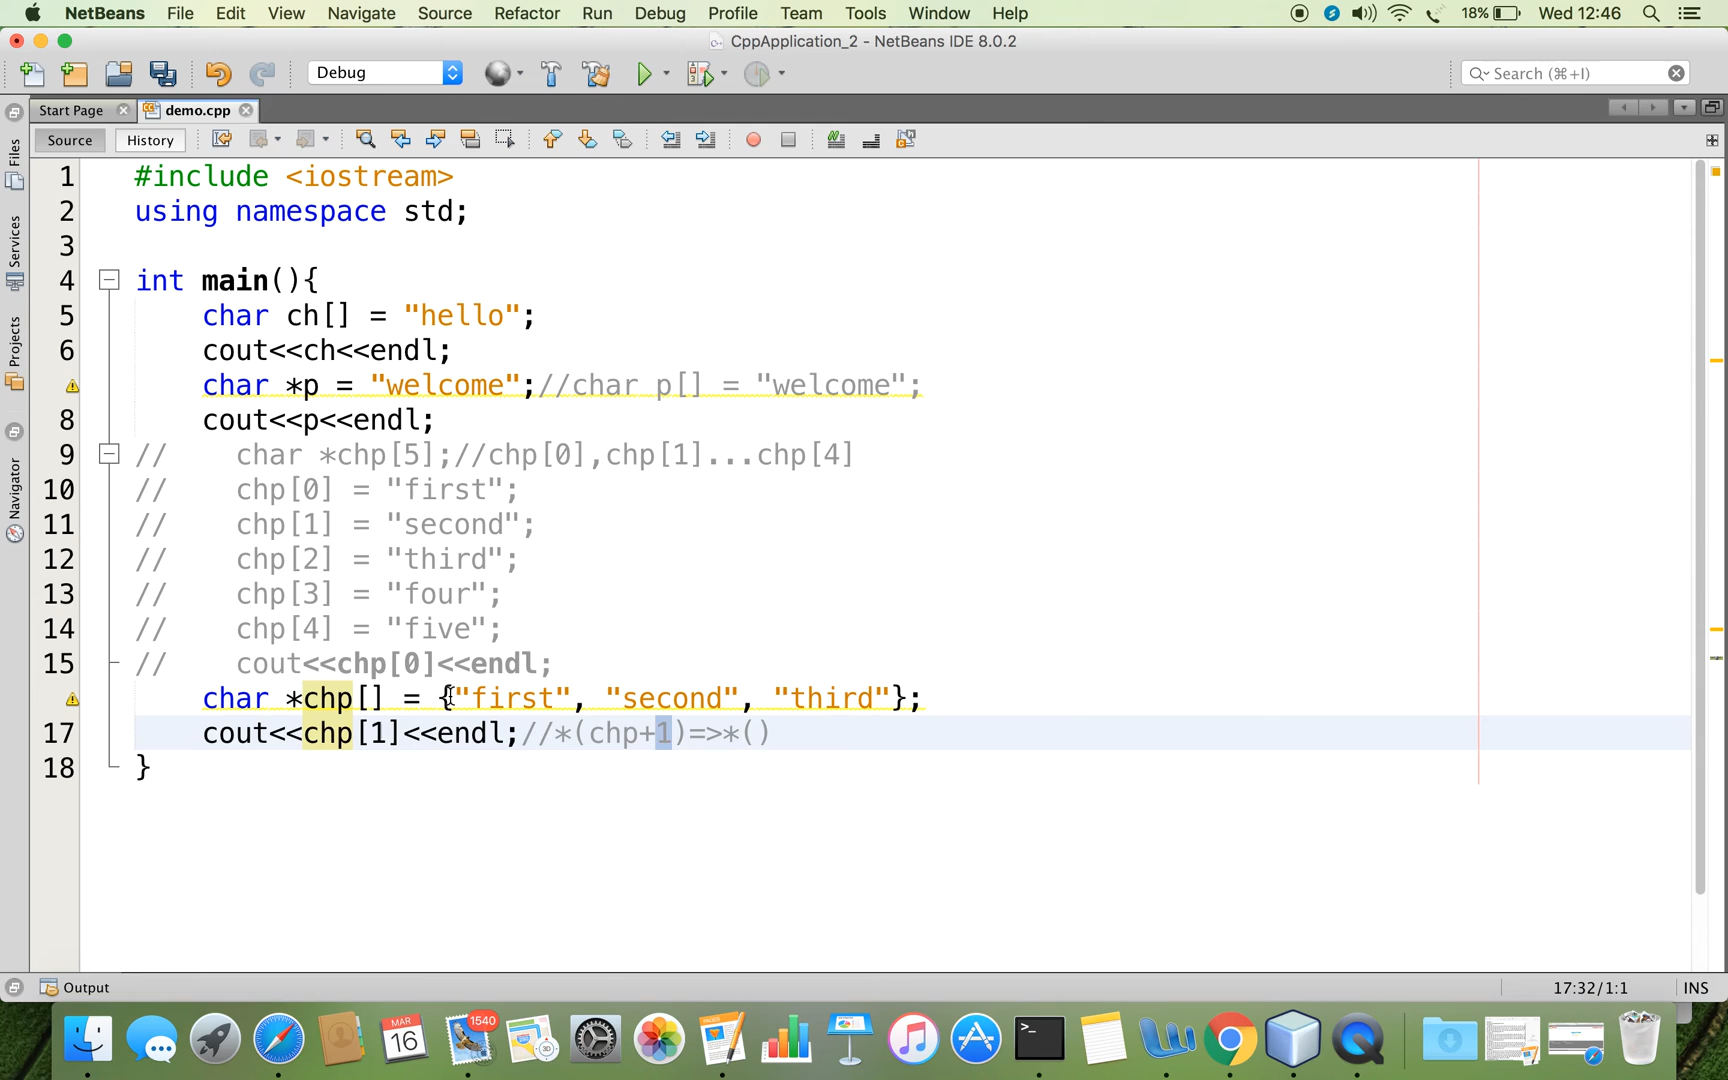 NetBeans File Edit View Navigate Source Refactor Run Debug Profile Team Tools Window Help 18% Wed 12:46
CppApplication_2 - NetBeans IDE 8.0.2
Debug Search (⌘+I)
Start Page demo.cpp
Source History
Files
Services
Projects
Navigator
1 #include <iostream>
2 using namespace std;
3
4 int main(){
5 char ch[] = "hello";
6 cout<<ch<<endl;
char *p = "welcome";//char p[] = "welcome";
8 cout<<p<<endl;
9 // char *chp[5];//chp[0],chp[1]...chp[4]
10 // chp[0] = "first";
11 // chp[1] = "second";
12 // chp[2] = "third";
13 // chp[3] = "four";
14 // chp[4] = "five";
15 // cout<<chp[0]<<endl;
char *chp[] = {"first", "second", "third"};
17 cout<<chp[1]<<endl;//*(chp+1)=>*()
18 }
Output 17:32/1:1 INS
MAR
16
1540
3D